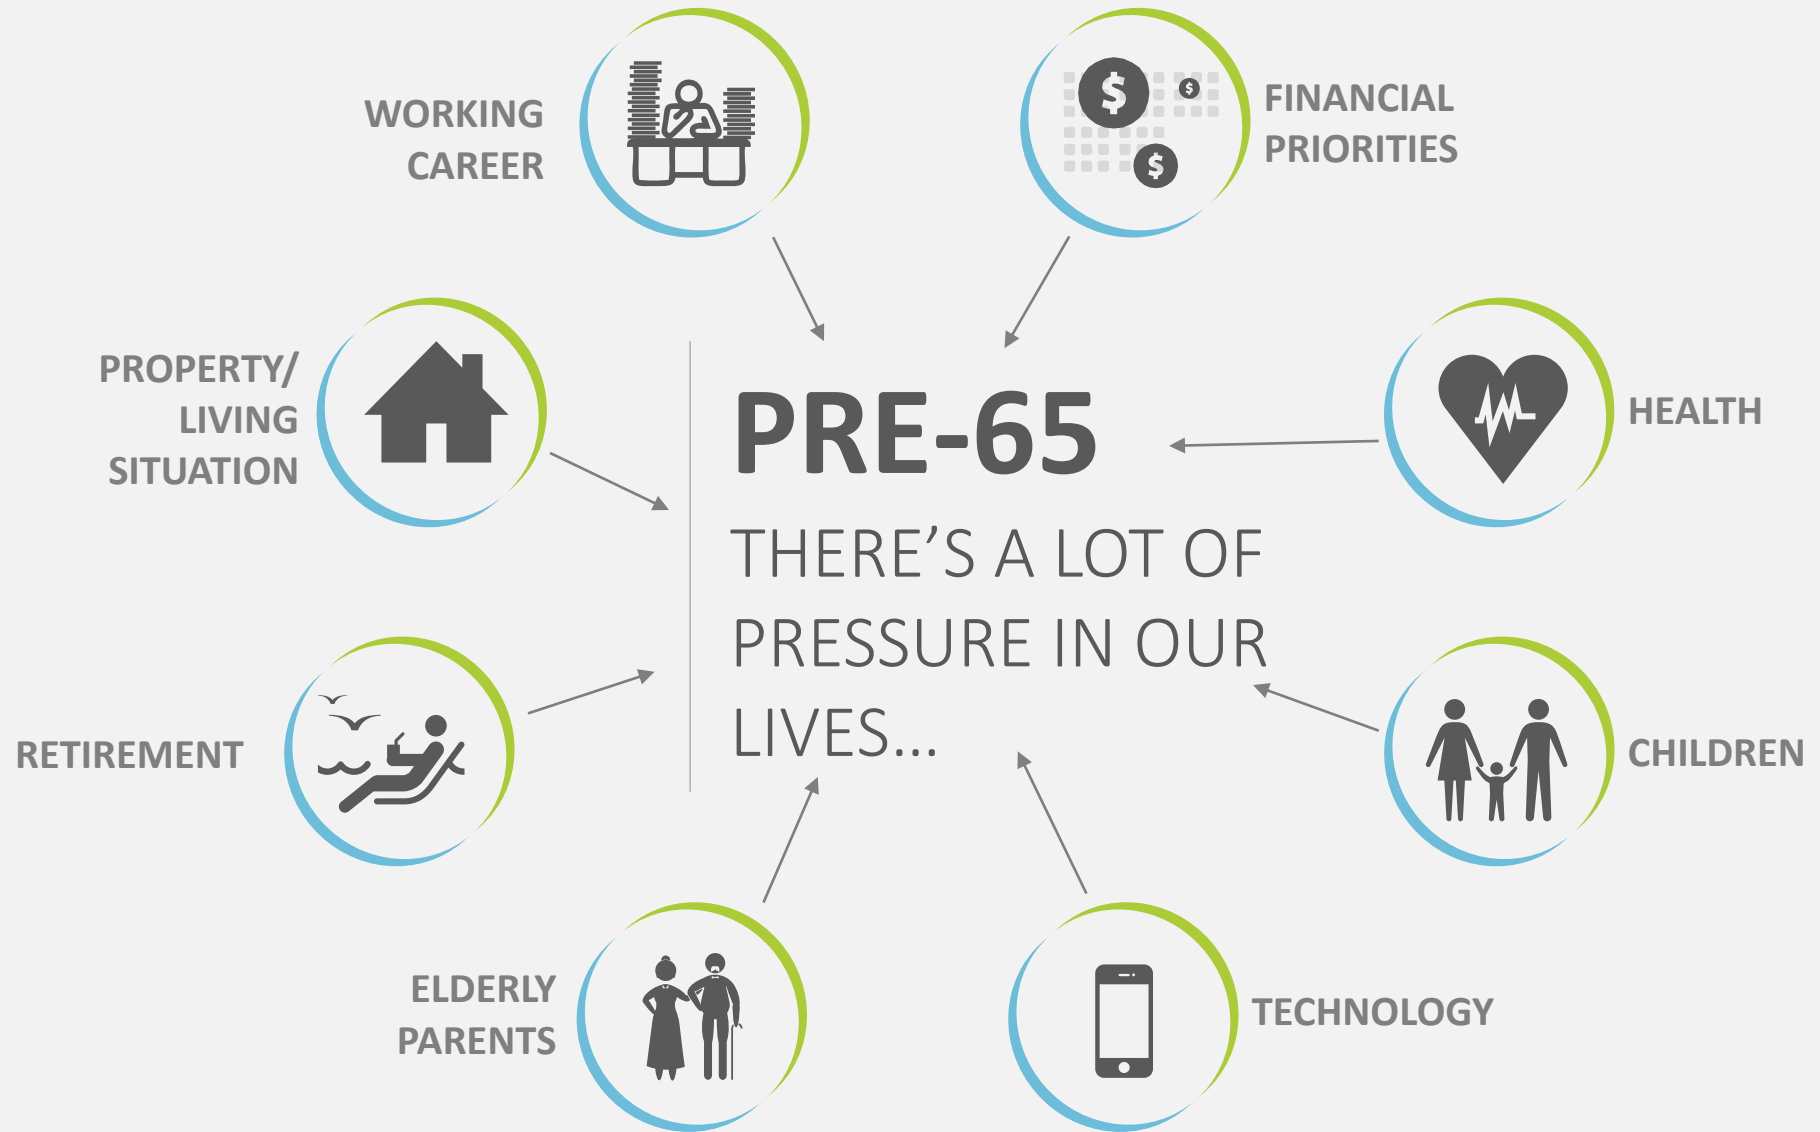 WORKING
CAREER
FINANCIAL
PRIORITIES
PROPERTY/
LIVING
SITUATION
HEALTH
PRE-65
THERE’S A LOT OF
PRESSURE IN OUR
LIVES...
RETIREMENT
CHILDREN
ELDERLY
PARENTS
TECHNOLOGY
$
$
$